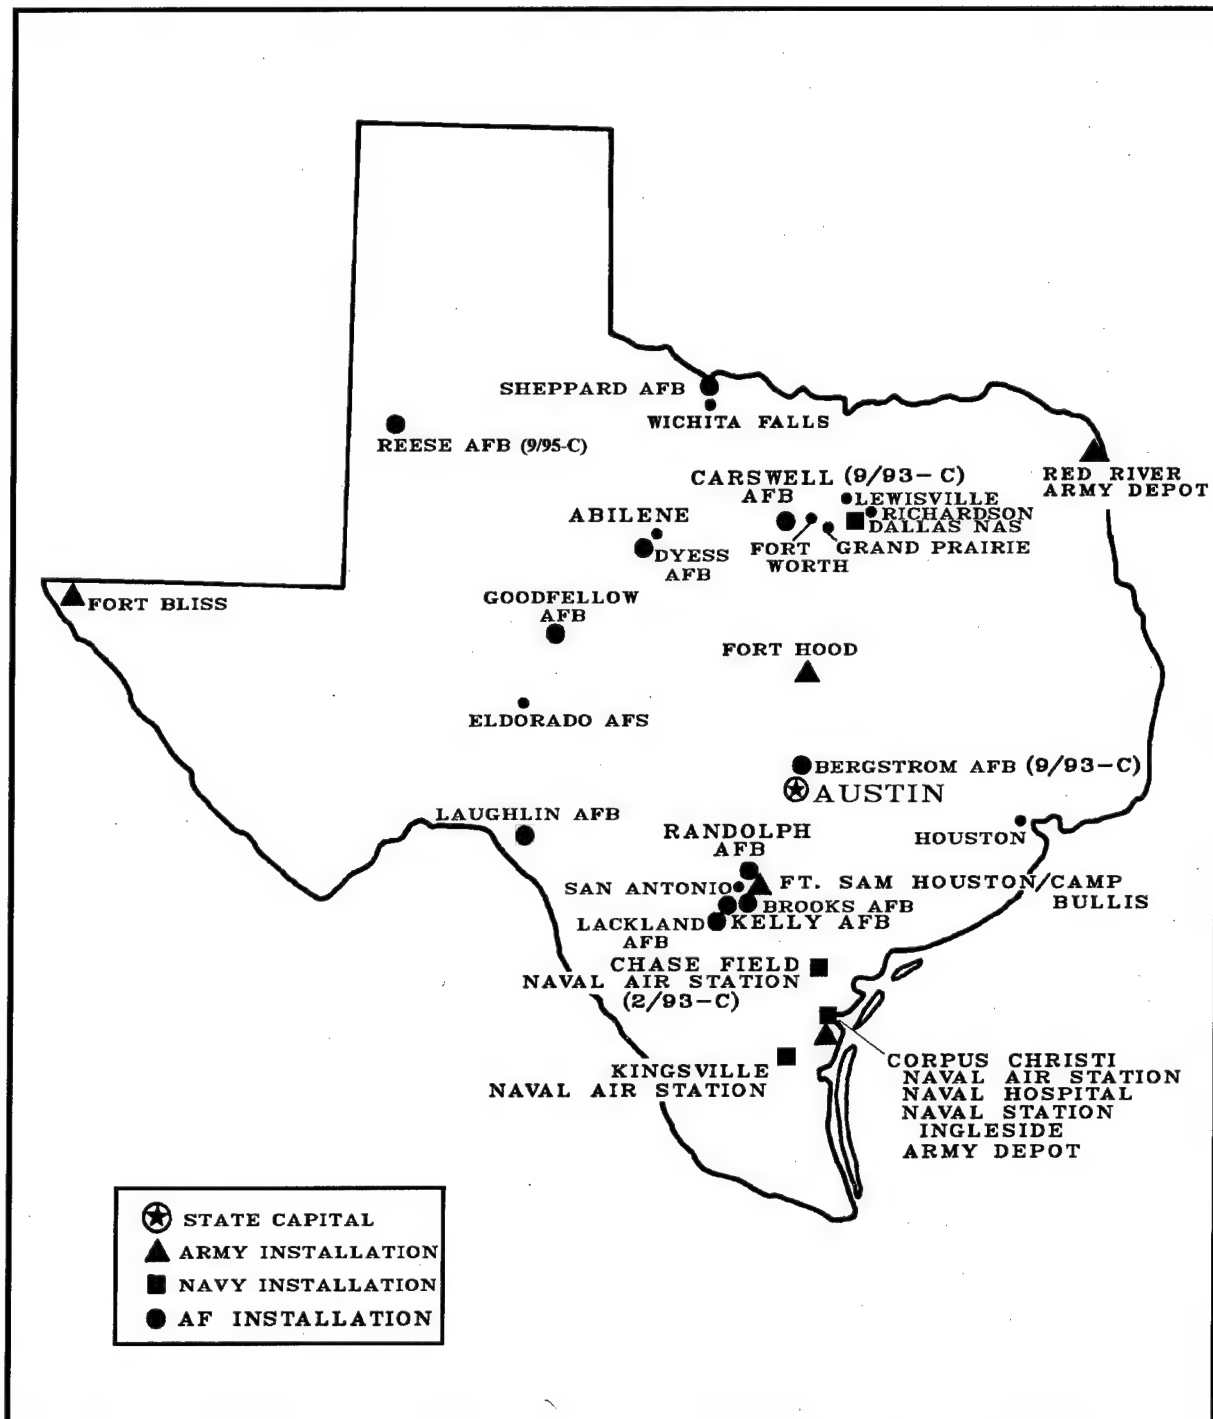 SHEPPARD AFB
WICHITA FALLS
REESE AFB (9/95-C)
CARSWELL (9/93-C)
AFB
RED RIVER
ARMY DEPOT
LEWISVILLE
RICHARDSON
DALLAS NAS
ABILENE
DYESS
AFB
FORT
WORTH
GRAND PRAIRIE
FORT BLISS
GOODFELLOW
AFB
FORT HOOD
ELDORADO AFS
BERGSTROM AFB (9/93-C)
AUSTIN
LAUGHLIN AFB
RANDOLPH
AFB
HOUSTON
SAN ANTONIO
FT. SAM HOUSTON/CAMP
BULLIS
BROOKS AFB
LACKLAND
AFB
KELLY AFB
CHASE FIELD
NAVAL AIR STATION
(2/93-C)
KINGSVILLE
NAVAL AIR STATION
CORPUS CHRISTI
NAVAL AIR STATION
NAVAL HOSPITAL
NAVAL STATION
INGLESIDE
ARMY DEPOT
STATE CAPITAL
ARMY INSTALLATION
NAVY INSTALLATION
AF INSTALLATION